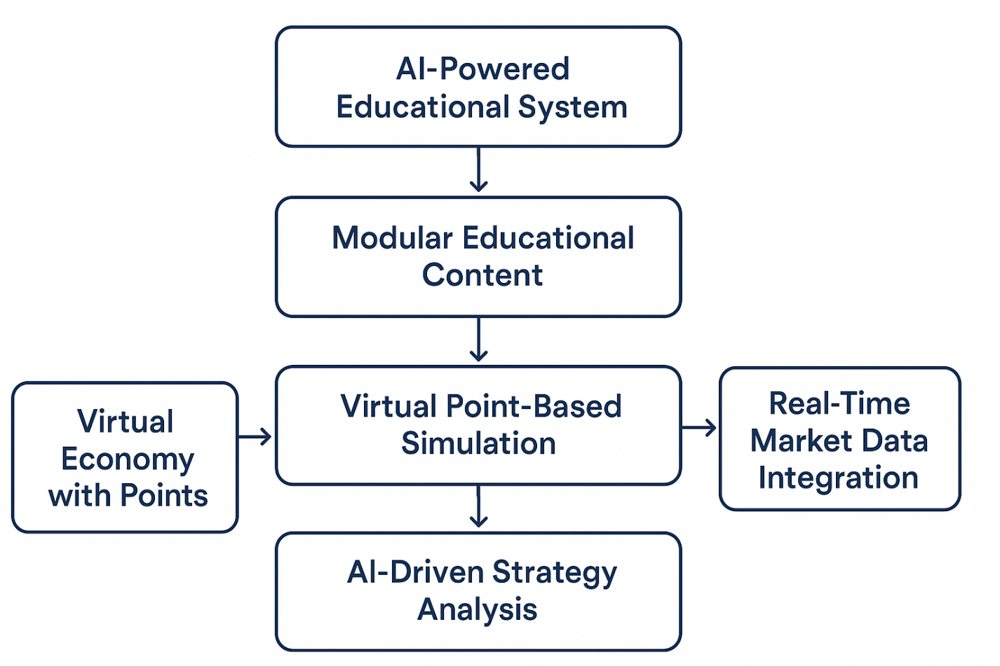 AI-Powered
Educational System
Modular Educational
Content
Virtual
Economy
with Points
Virtual Point-Based
Simulation
Real-Time
Market Data
Integration
AI-Driven Strategy
Analysis